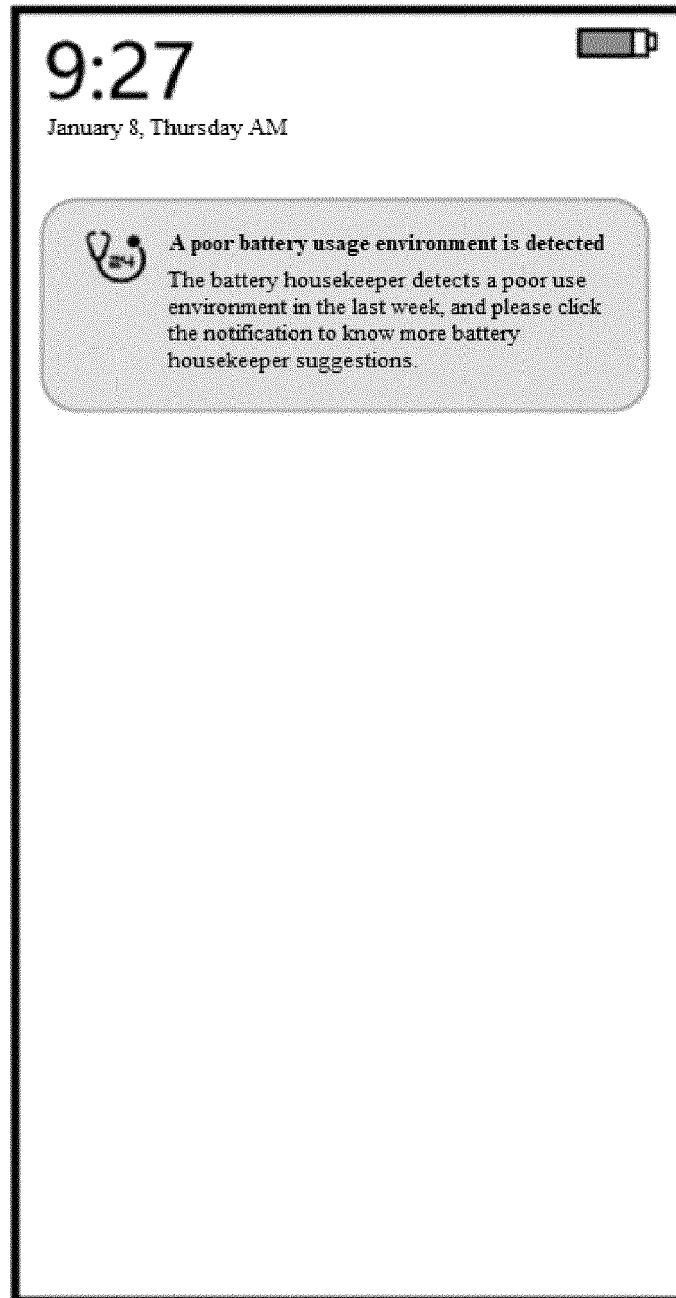 9:27
January 8, Thursday AM
24
A poor battery usage environment is detected
The battery housekeeper detects a poor use
environment in the last week, and please click
the notification to know more battery
housekeeper suggestions.